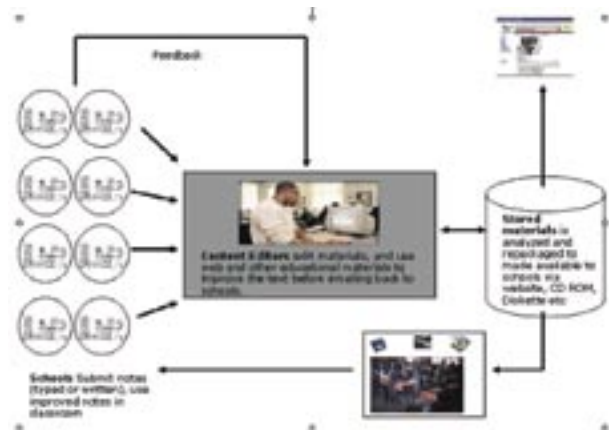 Feedback
Content Editors edit materials, and use
web and other educational materials to
improve the text before emailing back to
schools.
Stored
materials is
analyzed and
repackaged to
made available to
schools via
website, CD ROM,
Diskette etc
Schools Submit notes
(typed or written), use
improved notes in
classroom